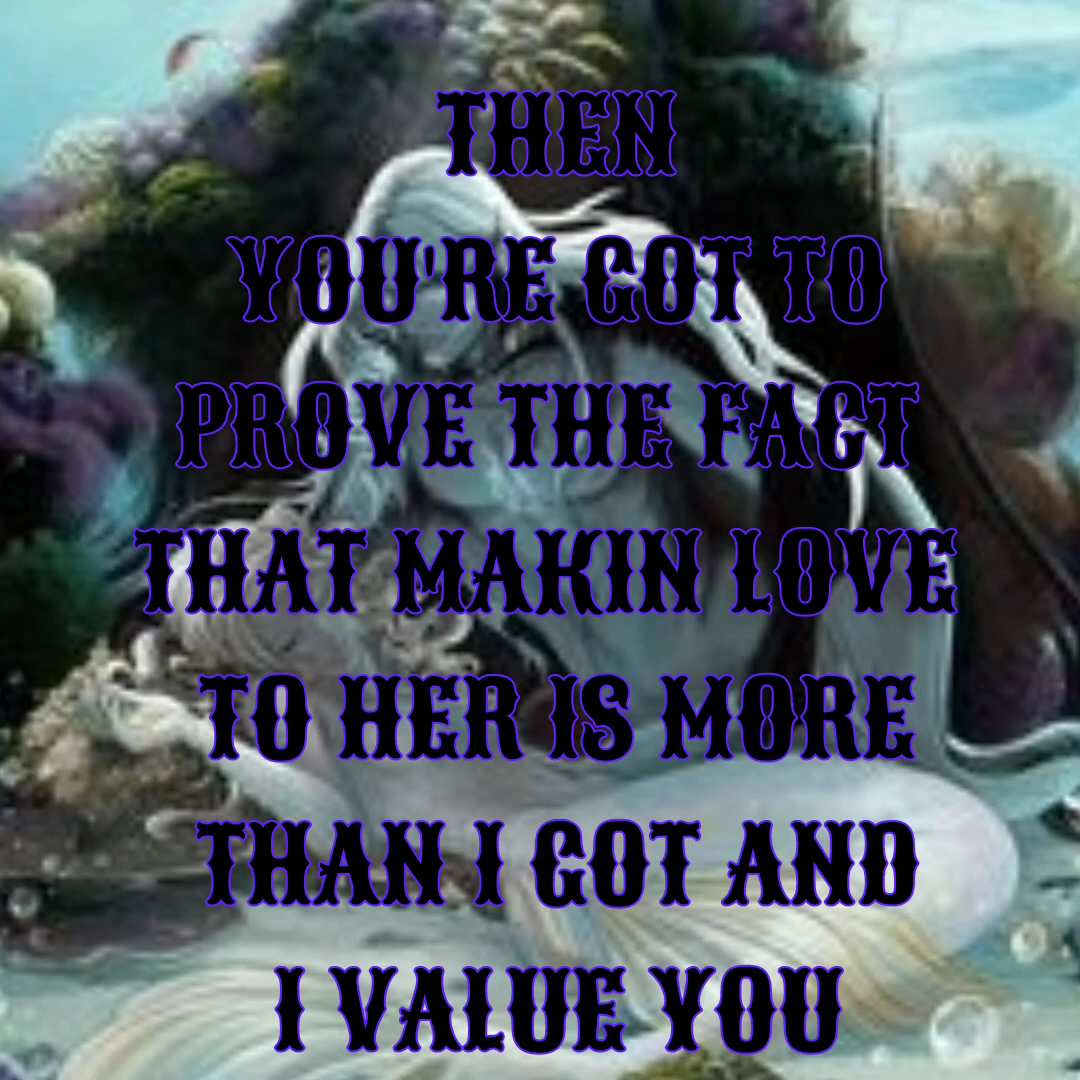 THEN
YOU'RE GOT TO
PROVE THE FACT
THAT MAKIN LOVE
TO HER IS MORE
THAN I GOT AND
I VALUE YOU